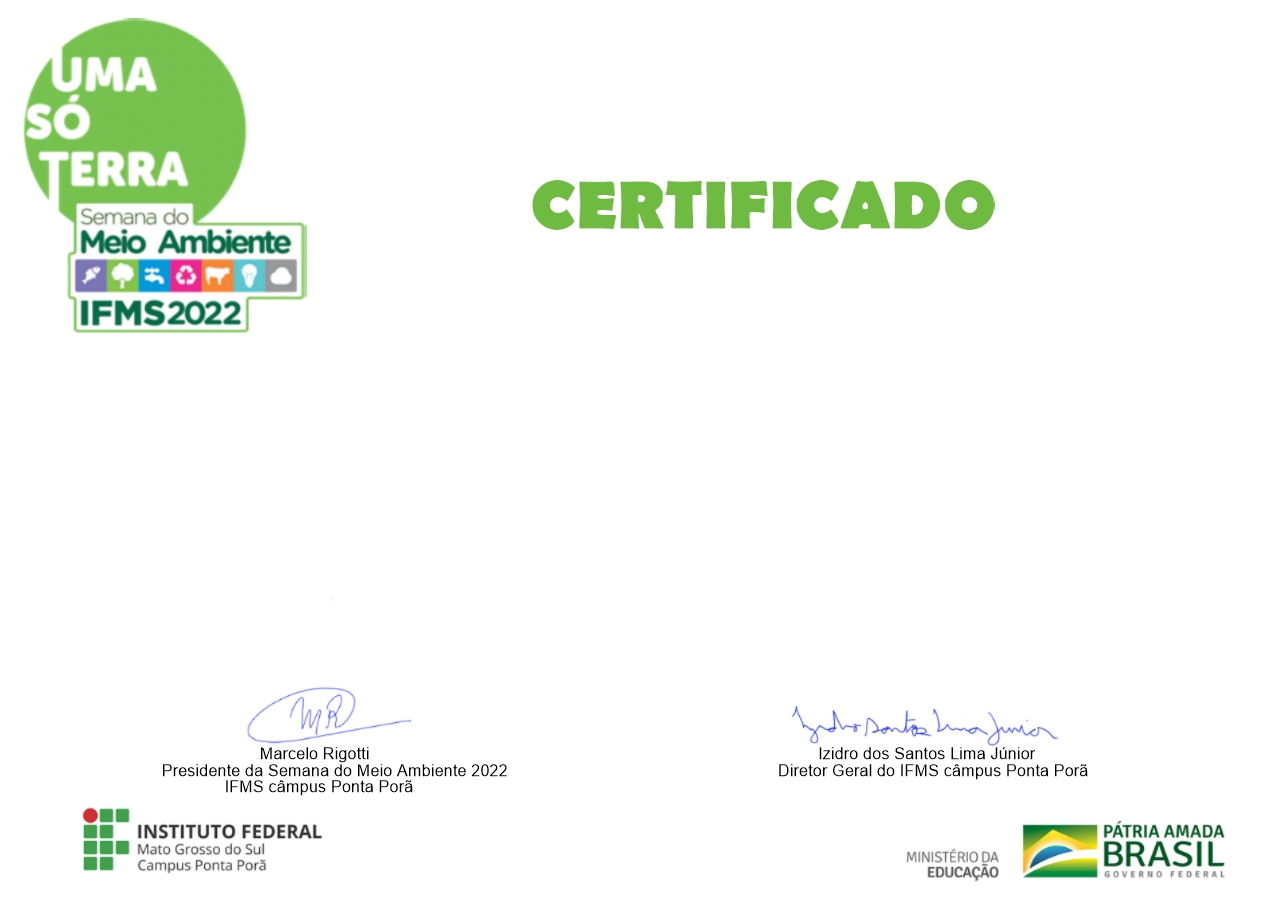 UMA
SÓ
TERRA
Semana do
Meio Ambiente
IFMS2022
CERTIFICADO
MR
Izidro Santos Lima Junior
Marcelo Rigotti
Presidente da Semana do Meio Ambiente 2022
IFMS câmpus Ponta Porã
Izidro dos Santos Lima Júnior
Diretor Geral do IFMS câmpus Ponta Porã
INSTITUTO FEDERAL
Mato Grosso do Sul
Campus Ponta Porã
MINISTÉRIO DA
EDUCAÇÃO
PÁTRIA AMADA
BRASIL
GOVERNO FEDERAL